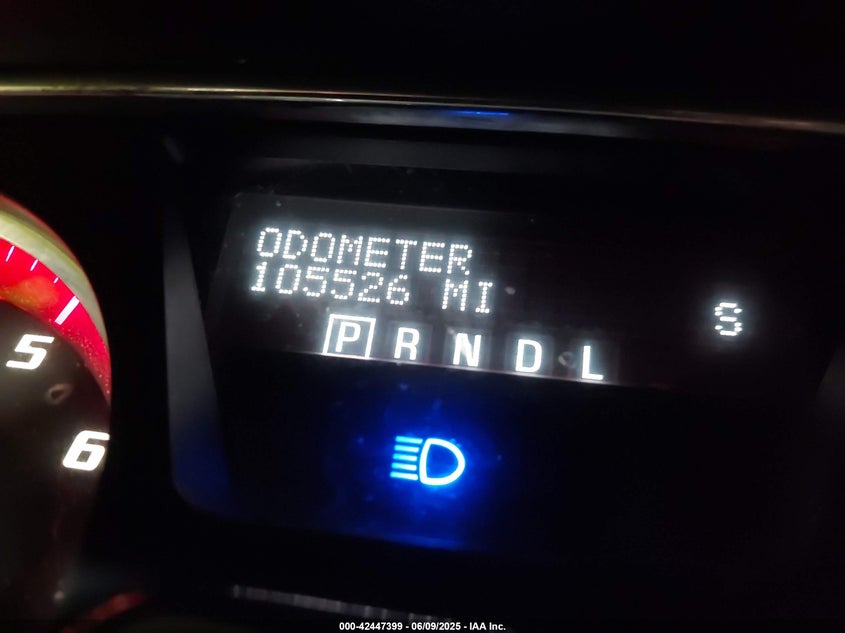 ODOMETER
105526 MI
S
P R N D L
5
6
000-42447399 - 06/09/2025 - IAA Inc.